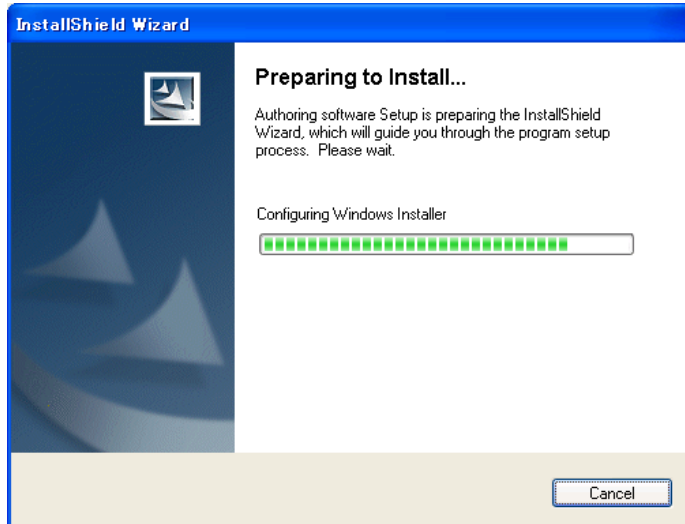 InstallShield Wizard
Preparing to Install...
Authoring software Setup is preparing the InstallShield
Wizard, which will guide you through the program setup
process.  Please wait.
Configuring Windows Installer
Cancel